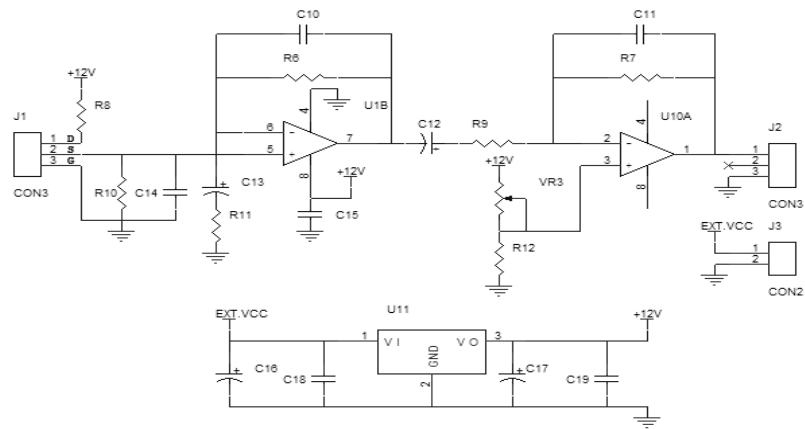 C10
C11
R6
R7
+12V
R8
4
U1B
U10A
4
J1
C12
R9
J2
1 D
2 S
3 G
6 -
5 +
7
2 -
3 +
1
1
2
3
+12V
+12V
VR3
CON3
R10
C14
C13
8
8
CON3
R11
C15
R12
EXT.VCC
J3
1
2
CON2
EXT.VCC
U11
+12V
1
VI
VO
3
GND
2
C16
C18
C17
C19